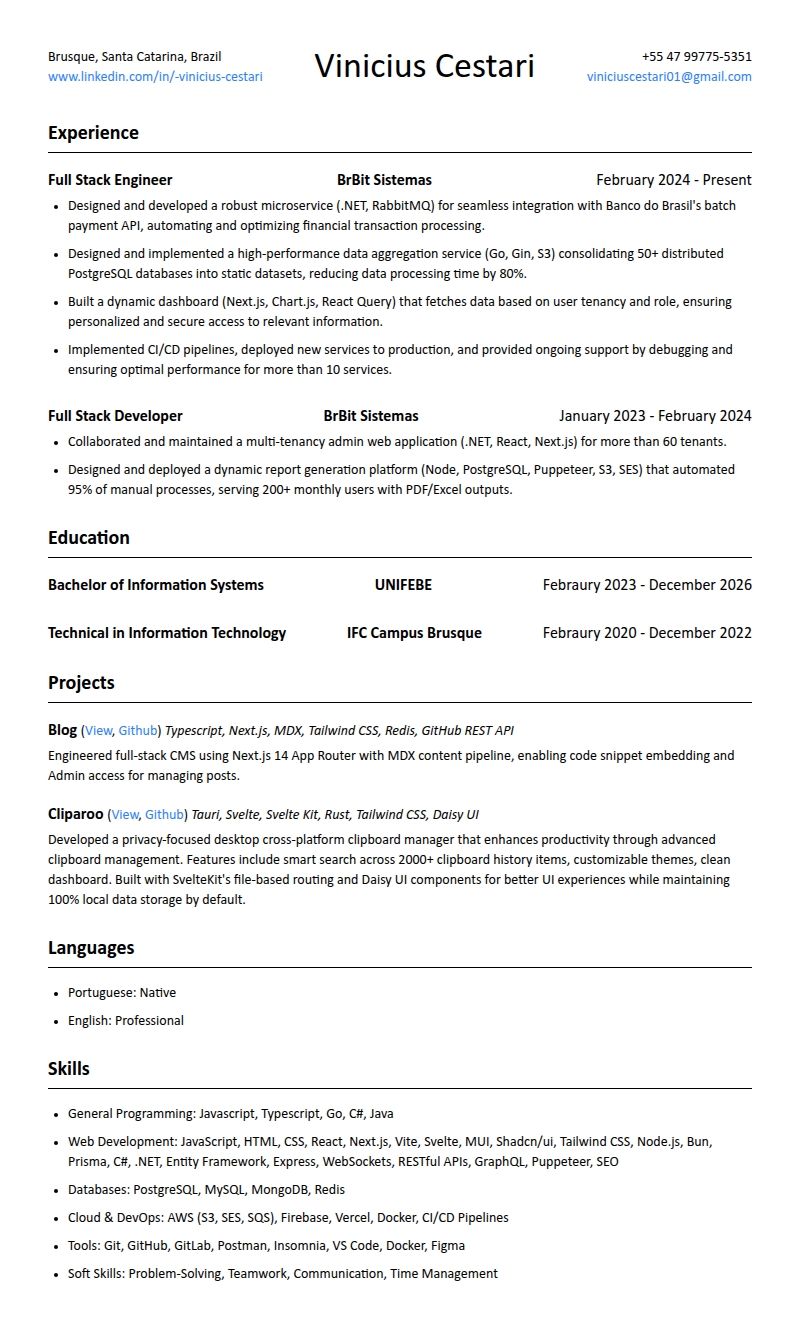 Brusque, Santa Catarina, Brazil
www.linkedin.com/in/-vinicius-cestari
Vinicius Cestari
+55 47 99775-5351
viniciuscestari01@gmail.com
Experience
Full Stack Engineer BrBit Sistemas February 2024 - Present
• Designed and developed a robust microservice (.NET, RabbitMQ) for seamless integration with Banco do Brasil's batch
payment API, automating and optimizing financial transaction processing.
• Designed and implemented a high-performance data aggregation service (Go, Gin, S3) consolidating 50+ distributed
PostgreSQL databases into static datasets, reducing data processing time by 80%.
• Built a dynamic dashboard (Next.js, Chart.js, React Query) that fetches data based on user tenancy and role, ensuring
personalized and secure access to relevant information.
• Implemented CI/CD pipelines, deployed new services to production, and provided ongoing support by debugging and
ensuring optimal performance for more than 10 services.
Full Stack Developer BrBit Sistemas January 2023 - February 2024
• Collaborated and maintained a multi-tenancy admin web application (.NET, React, Next.js) for more than 60 tenants.
• Designed and deployed a dynamic report generation platform (Node, PostgreSQL, Puppeteer, S3, SES) that automated
95% of manual processes, serving 200+ monthly users with PDF/Excel outputs.
Education
Bachelor of Information Systems UNIFEBE Febraury 2023 - December 2026
Technical in Information Technology IFC Campus Brusque Febraury 2020 - December 2022
Projects
Blog (View, Github) Typescript, Next.js, MDX, Tailwind CSS, Redis, GitHub REST API
Engineered full-stack CMS using Next.js 14 App Router with MDX content pipeline, enabling code snippet embedding and
Admin access for managing posts.
Cliparoo (View, Github) Tauri, Svelte, Svelte Kit, Rust, Tailwind CSS, Daisy UI
Developed a privacy-focused desktop cross-platform clipboard manager that enhances productivity through advanced
clipboard management. Features include smart search across 2000+ clipboard history items, customizable themes, clean
dashboard. Built with SvelteKit's file-based routing and Daisy UI components for better UI experiences while maintaining
100% local data storage by default.
Languages
• Portuguese: Native
• English: Professional
Skills
• General Programming: Javascript, Typescript, Go, C#, Java
• Web Development: JavaScript, HTML, CSS, React, Next.js, Vite, Svelte, MUI, Shadcn/ui, Tailwind CSS, Node.js, Bun,
Prisma, C#, .NET, Entity Framework, Express, WebSockets, RESTful APIs, GraphQL, Puppeteer, SEO
• Databases: PostgreSQL, MySQL, MongoDB, Redis
• Cloud & DevOps: AWS (S3, SES, SQS), Firebase, Vercel, Docker, CI/CD Pipelines
• Tools: Git, GitHub, GitLab, Postman, Insomnia, VS Code, Docker, Figma
• Soft Skills: Problem-Solving, Teamwork, Communication, Time Management